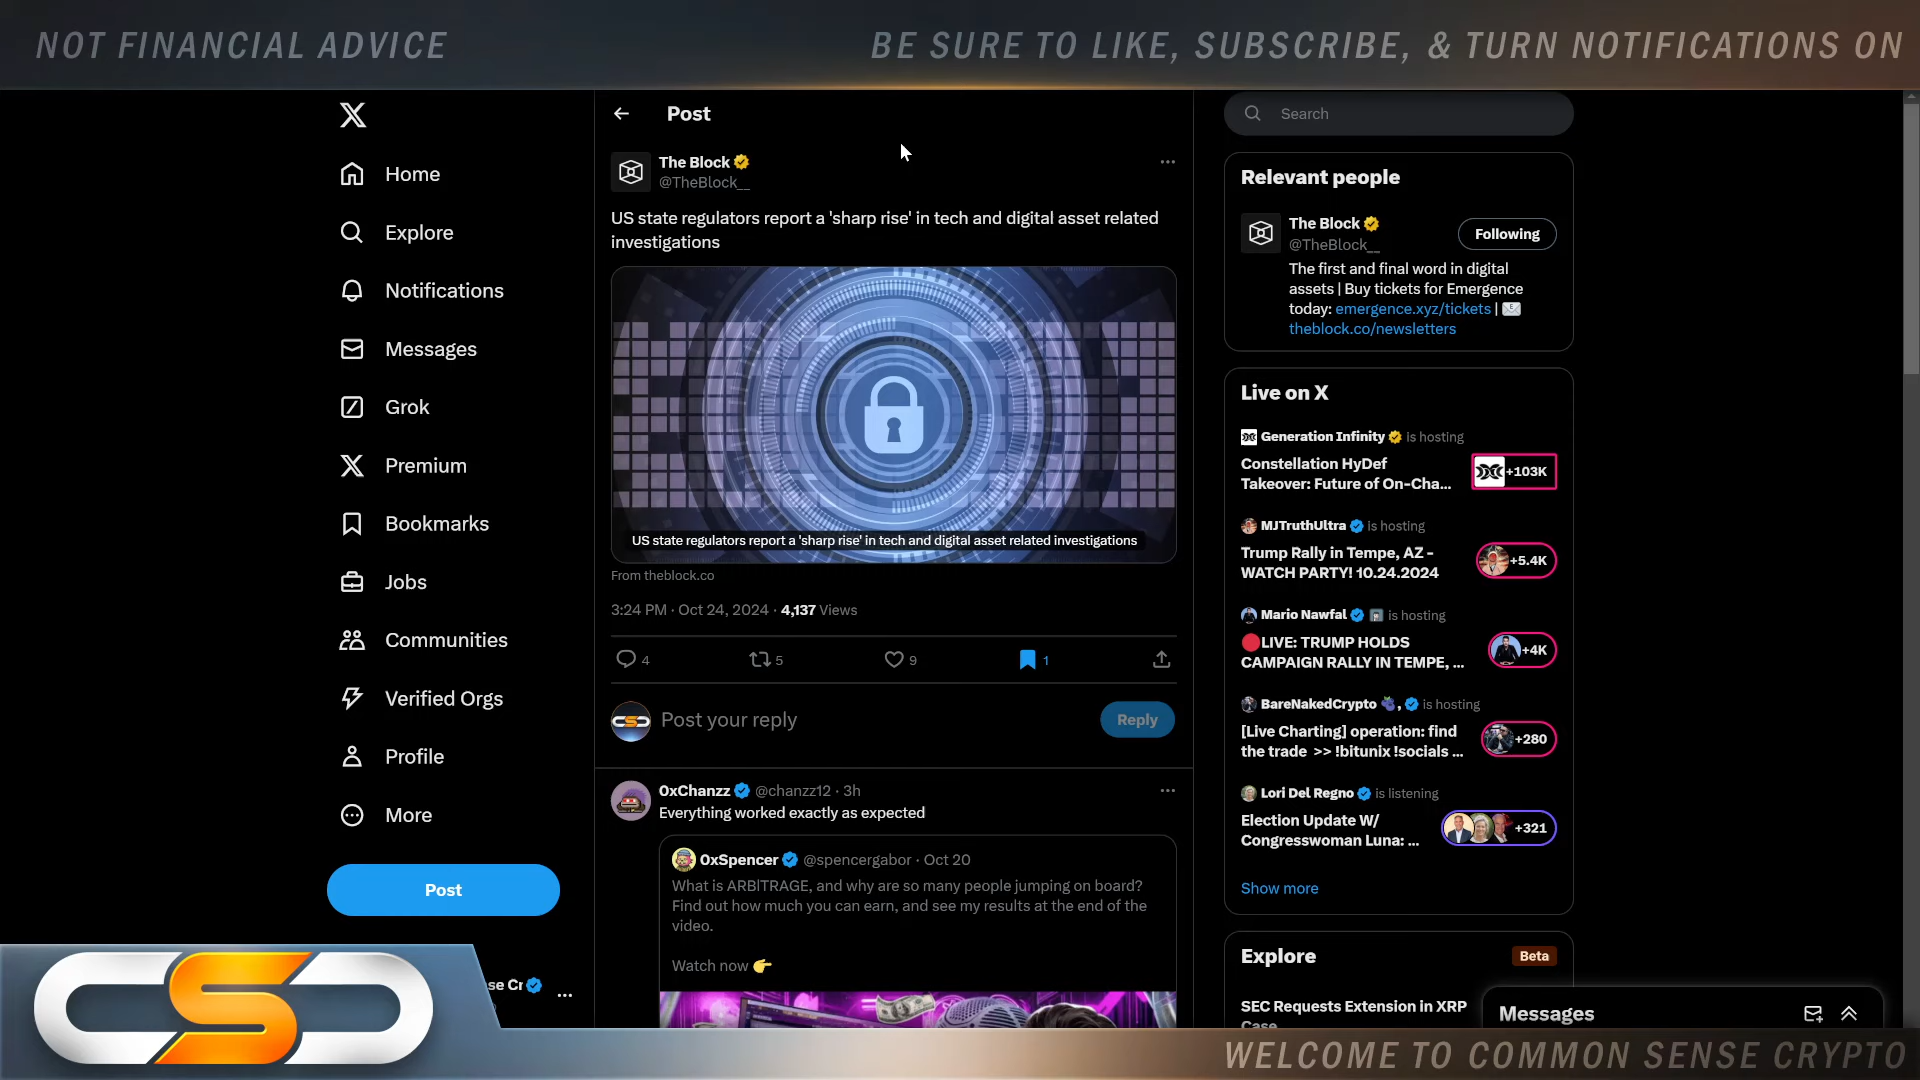 NOT FINANCIAL ADVICE
BE SURE TO LIKE, SUBSCRIBE, & TURN NOTIFICATIONS ON
Home
Explore
Notifications
Messages
Grok
Premium
Bookmarks
Jobs
Communities
Verified Orgs
Profile
More
Post
se Cr
Post
The Block
@TheBlock__
US state regulators report a 'sharp rise' in tech and digital asset related
investigations
US state regulators report a 'sharp rise' in tech and digital asset related investigations
From theblock.co
3:24 PM · Oct 24, 2024 · 4,137 Views
4
5
9
1
Post your reply
Reply
0xChanzz @chanzz12 · 3h
Everything worked exactly as expected
0xSpencer @spencergabor · Oct 20
What is ARBITRAGE, and why are so many people jumping on board?
Find out how much you can earn, and see my results at the end of the
video.
Watch now 👉
Search
Relevant people
The Block
@TheBlock__
Following
The first and final word in digital
assets | Buy tickets for Emergence
today: emergence.xyz/tickets | 📧
theblock.co/newsletters
Live on X
Generation Infinity is hosting
Constellation HyDef
Takeover: Future of On-Cha...
+103K
MJTruthUltra is hosting
Trump Rally in Tempe, AZ -
WATCH PARTY! 10.24.2024
+5.4K
Mario Nawfal is hosting
🔴LIVE: TRUMP HOLDS
CAMPAIGN RALLY IN TEMPE, ...
+4K
BareNakedCrypto 🍇, is hosting
[Live Charting] operation: find
the trade >> !bitunix !socials ...
+280
Lori Del Regno is listening
Election Update W/
Congresswoman Luna: ...
+321
Show more
Explore
Beta
SEC Requests Extension in XRP
Case
Messages
CSC
WELCOME TO COMMON SENSE CRYPTO